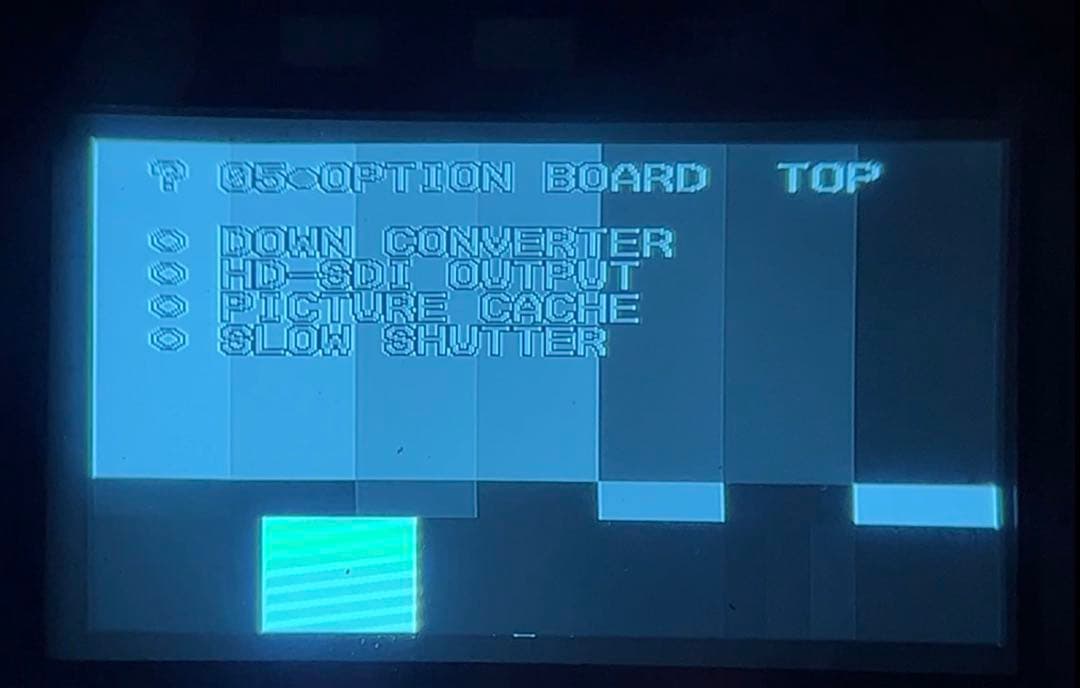 ? 05●OPTION BOARD TOP
DOWN CONVERTER
HD-SDI OUTPUT
PICTURE CACHE
SLOW SHUTTER